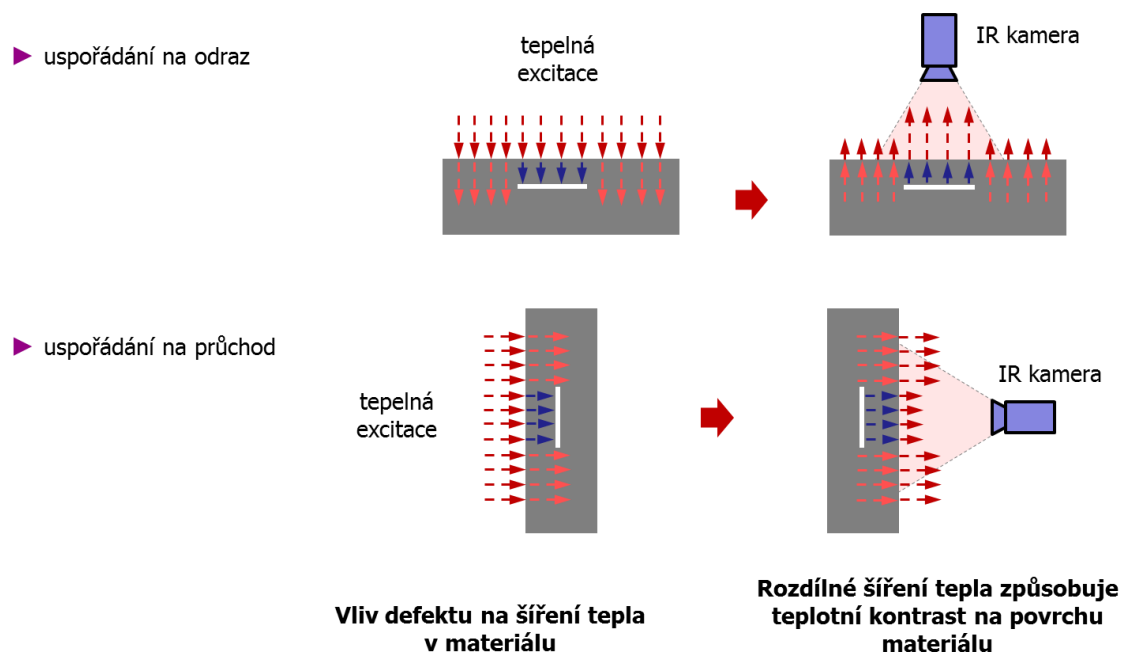 uspořádání na odraz
tepelná
excitace
IR kamera
uspořádání na průchod
tepelná
excitace
IR kamera
Vliv defektu na šíření tepla
v materiálu
Rozdílné šíření tepla způsobuje
teplotní kontrast na povrchu
materiálu